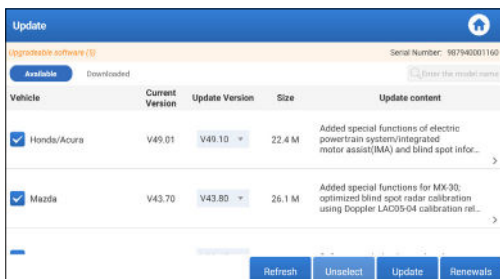 Update
Upgradeable software (5)
Serial Number: 987940001160
Available
Downloaded
Enter the model name
Vehicle
Current Version
Update Version
Size
Update content
Honda/Acura
V49.01
V49.10
22.4 M
Added special functions of electric
powertrain system/integrated
motor assist(IMA) and blind spot infor...
Mazda
V43.70
V43.80
26.1 M
Added special functions for MX-30;
optimized blind spot radar calibration
using Doppler LAC05-04 calibration rel...
Refresh
Unselect
Update
Renewals